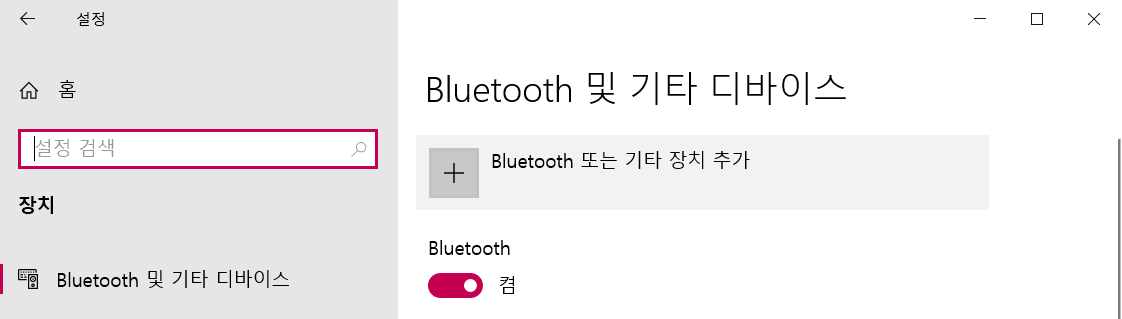 설정
홈
설정 검색
장치
Bluetooth 및 기타 디바이스
Bluetooth 및 기타 디바이스
Bluetooth 또는 기타 장치 추가
Bluetooth
켬